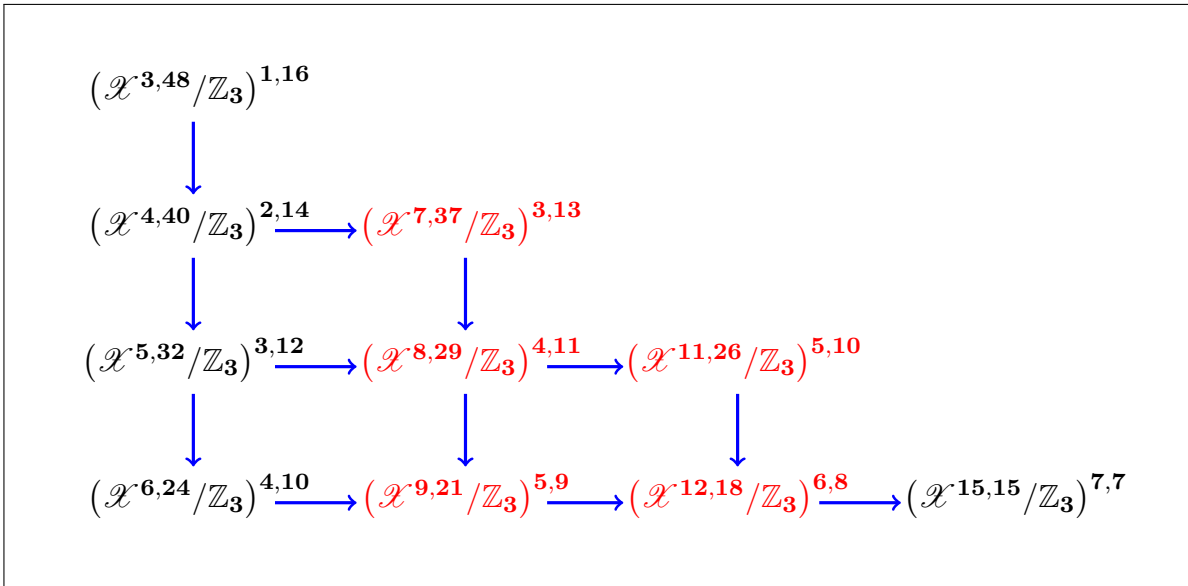 (𝒳^{3,48}/ℤ_3)^{1,16}
(𝒳^{4,40}/ℤ_3)^{2,14} (𝒳^{7,37}/ℤ_3)^{3,13}
(𝒳^{5,32}/ℤ_3)^{3,12} (𝒳^{8,29}/ℤ_3)^{4,11} (𝒳^{11,26}/ℤ_3)^{5,10}
(𝒳^{6,24}/ℤ_3)^{4,10} (𝒳^{9,21}/ℤ_3)^{5,9} (𝒳^{12,18}/ℤ_3)^{6,8} (𝒳^{15,15}/ℤ_3)^{7,7}